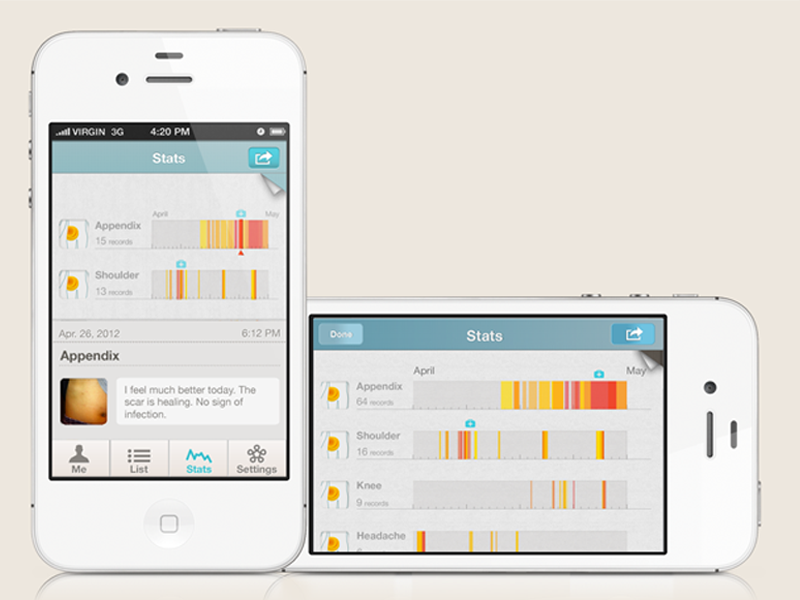 VIRGIN 3G 4:20 PM
Stats
April May
Appendix
15 records
Shoulder
13 records
Apr. 26, 2012 6:12 PM
Appendix
I feel much better today. The
scar is healing. No sign of
infection.
Me List Stats Settings
Done Stats
April May
Appendix
64 records
Shoulder
16 records
Knee
9 records
Headache